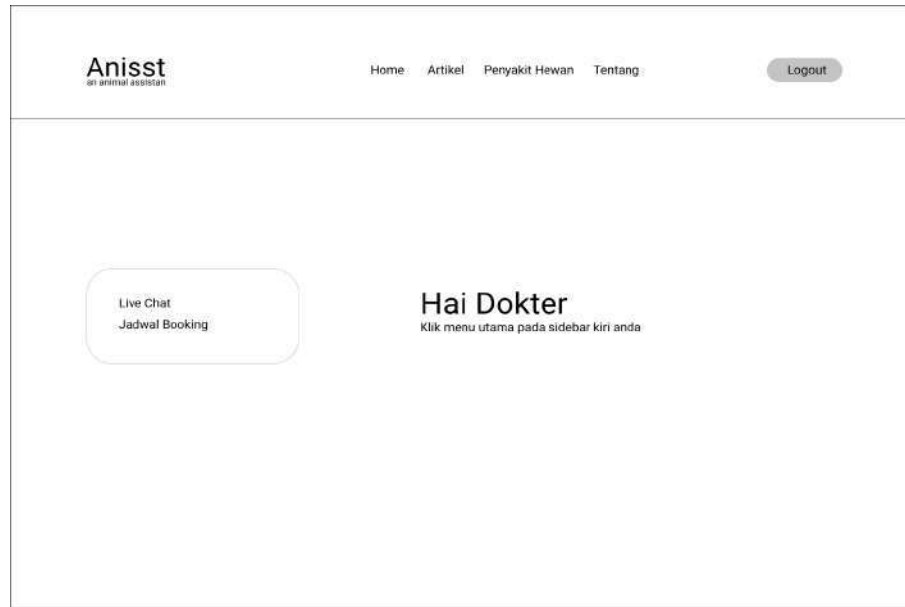 Anisst
an animal assistan
Home Artikel Penyakit Hewan Tentang
Logout
Live Chat
Jadwal Booking
Hai Dokter
Klik menu utama pada sidebar kiri anda